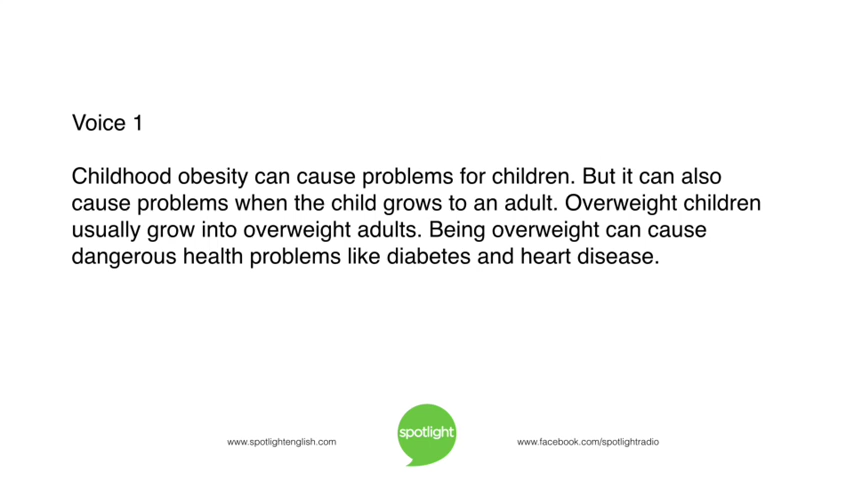 Voice 1
Childhood obesity can cause problems for children. But it can also
cause problems when the child grows to an adult. Overweight children
usually grow into overweight adults. Being overweight can cause
dangerous health problems like diabetes and heart disease.
spotlight
www.spotlightenglish.com
www.facebook.com/spotlightradio